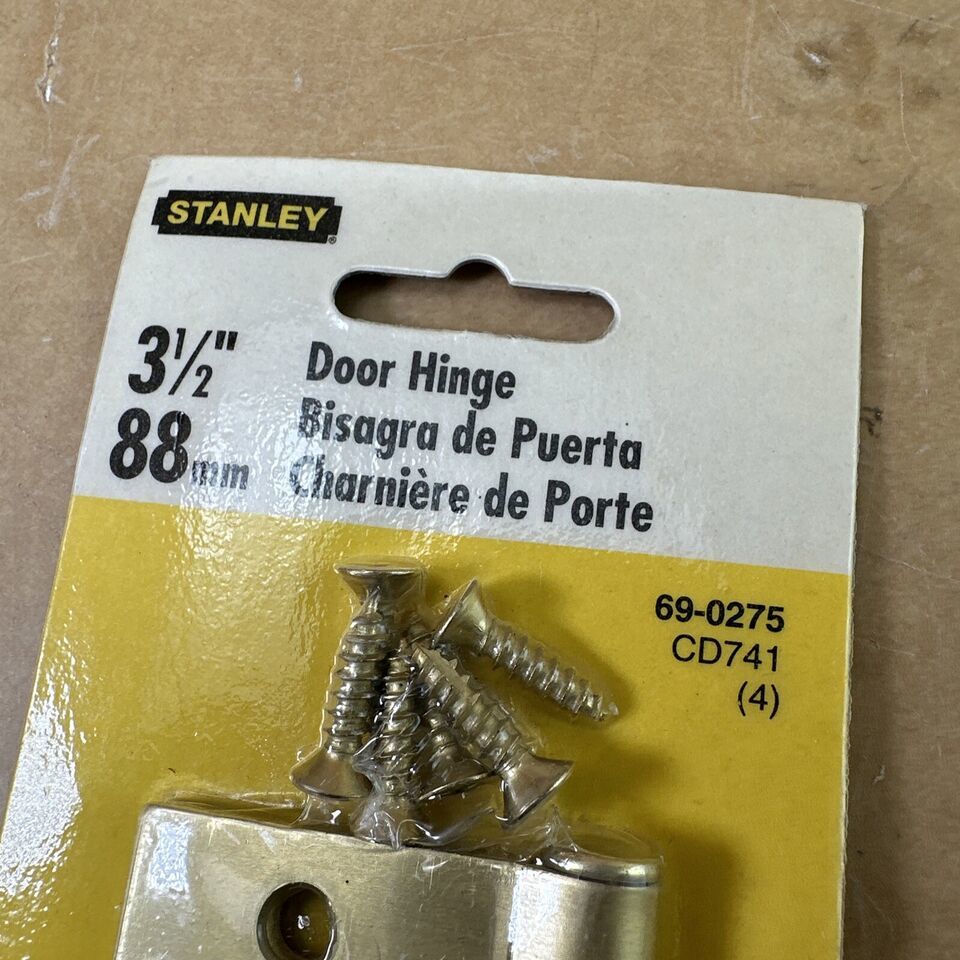 STANLEY®
3½"
88mm
Door Hinge
Bisagra de Puerta
Charnière de Porte
69-0275
CD741
(4)